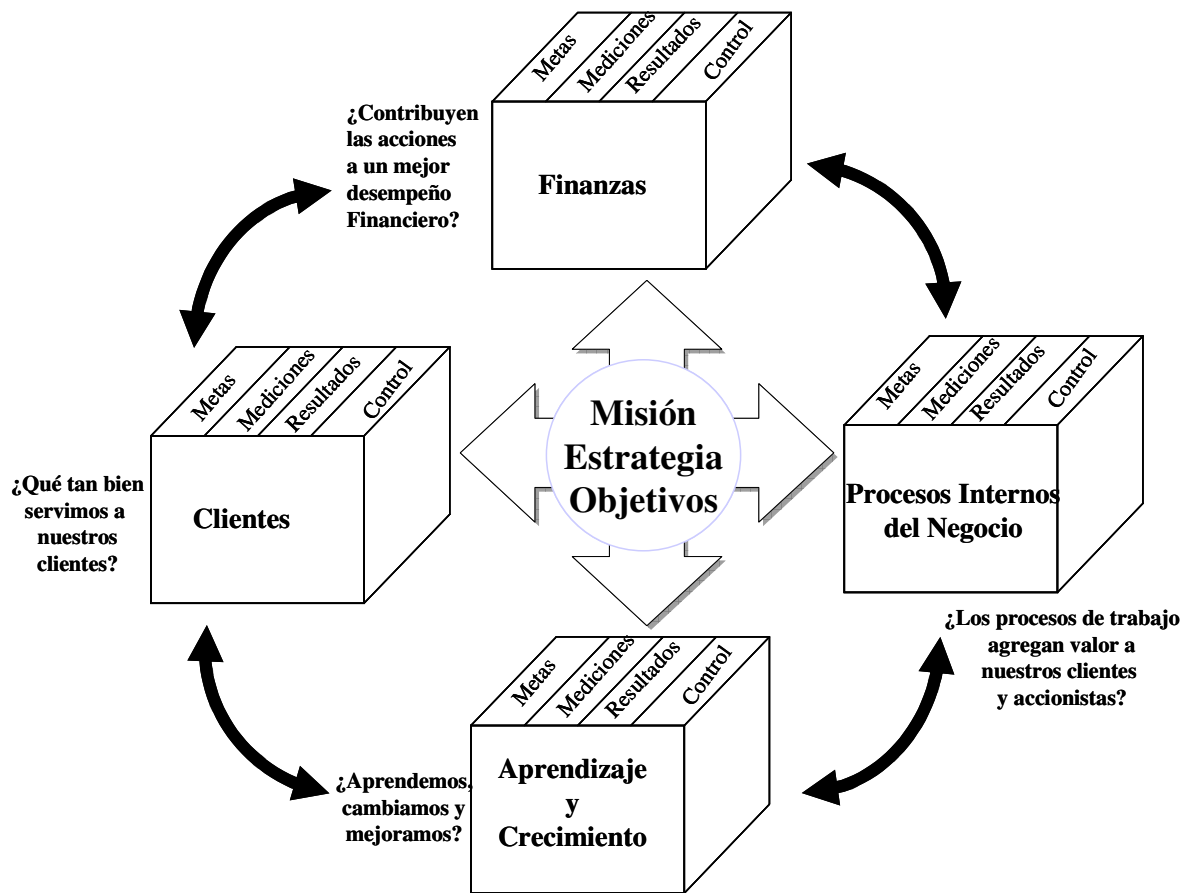 Metas
Mediciones
Resultados
Control
¿Contribuyen
las acciones
a un mejor
desempeño
Financiero?
Finanzas
Metas
Mediciones
Resultados
Control
¿Qué tan bien
servimos a
nuestros
clientes?
Clientes
Misión
Estrategia
Objetivos
Metas
Mediciones
Resultados
Control
Procesos Internos
del Negocio
¿Los procesos de trabajo
agregan valor a
nuestros clientes
y accionistas?
Metas
Mediciones
Resultados
Control
¿Aprendemos,
cambiamos y
mejoramos?
Aprendizaje
y
Crecimiento